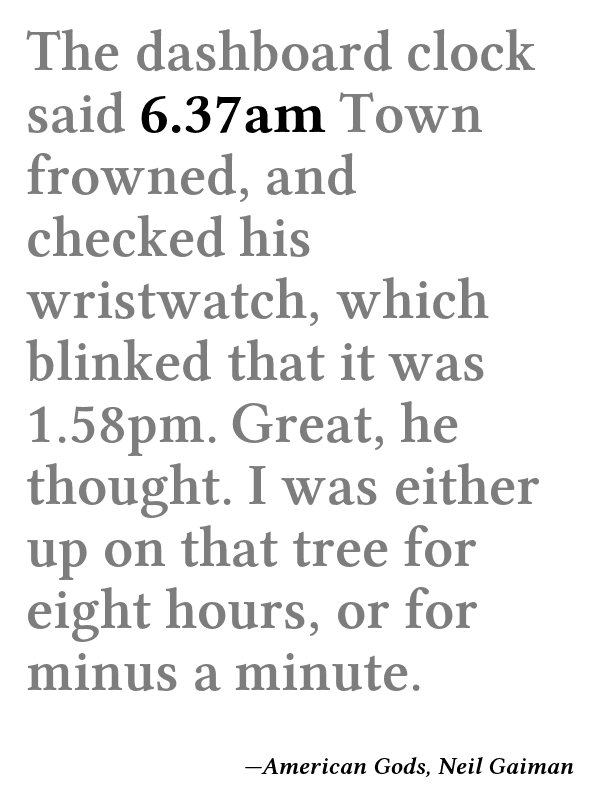 The dashboard clock
said 6.37am Town
frowned, and
checked his
wristwatch, which
blinked that it was
1.58pm. Great, he
thought. I was either
up on that tree for
eight hours, or for
minus a minute.
—American Gods, Neil Gaiman